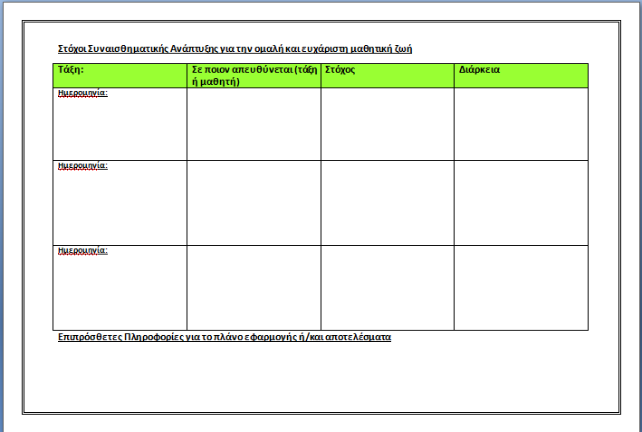 Στόχοι Συναισθηματικής Ανάπτυξης για την ομαλή και ευχάριστη μαθητική ζωή
Τάξη:
Σε ποιον απευθύνεται (τάξη
ή μαθητή)
Στόχος
Διάρκεια
Ημερομηνία:
Ημερομηνία:
Ημερομηνία:
Επιπρόσθετες Πληροφορίες για το πλάνο εφαρμογής ή/και αποτελέσματα